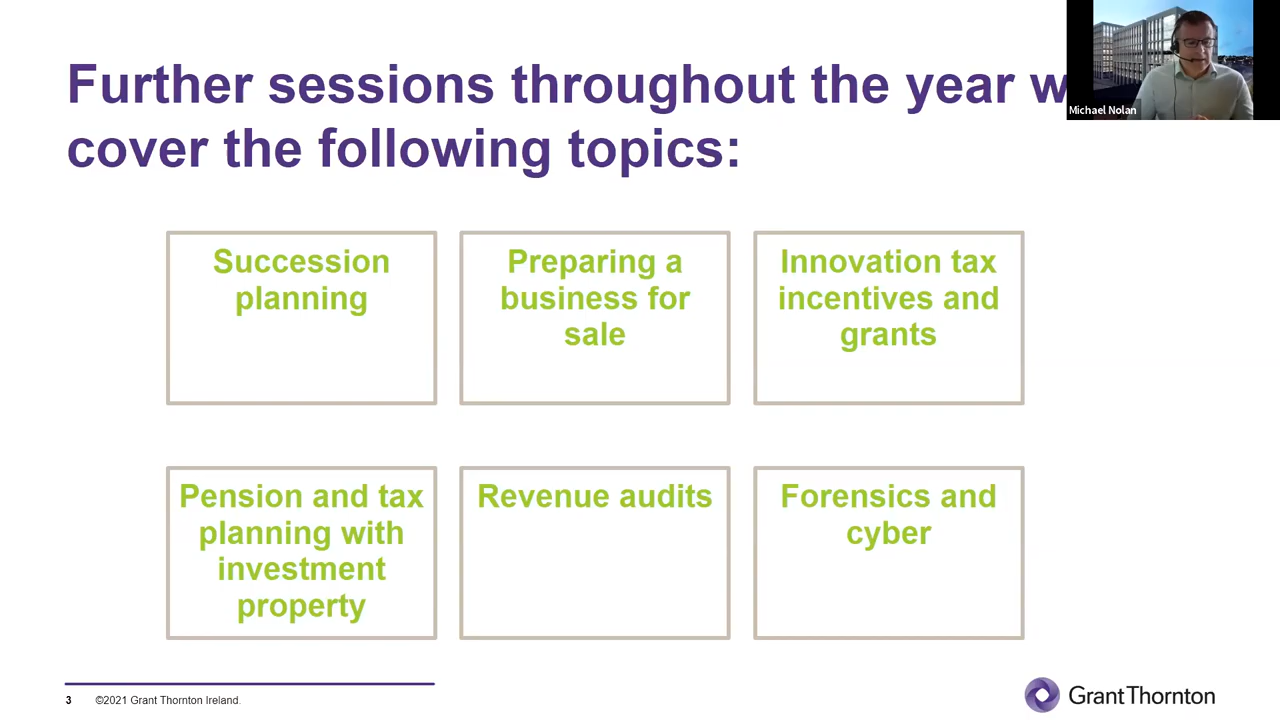 Further sessions throughout the year w
cover the following topics:
Michael Nolan
Succession
planning
Preparing a
business for
sale
Innovation tax
incentives and
grants
Pension and tax
planning with
investment
property
Revenue audits
Forensics and
cyber
3 ©2021 Grant Thornton Ireland.
GrantThornton